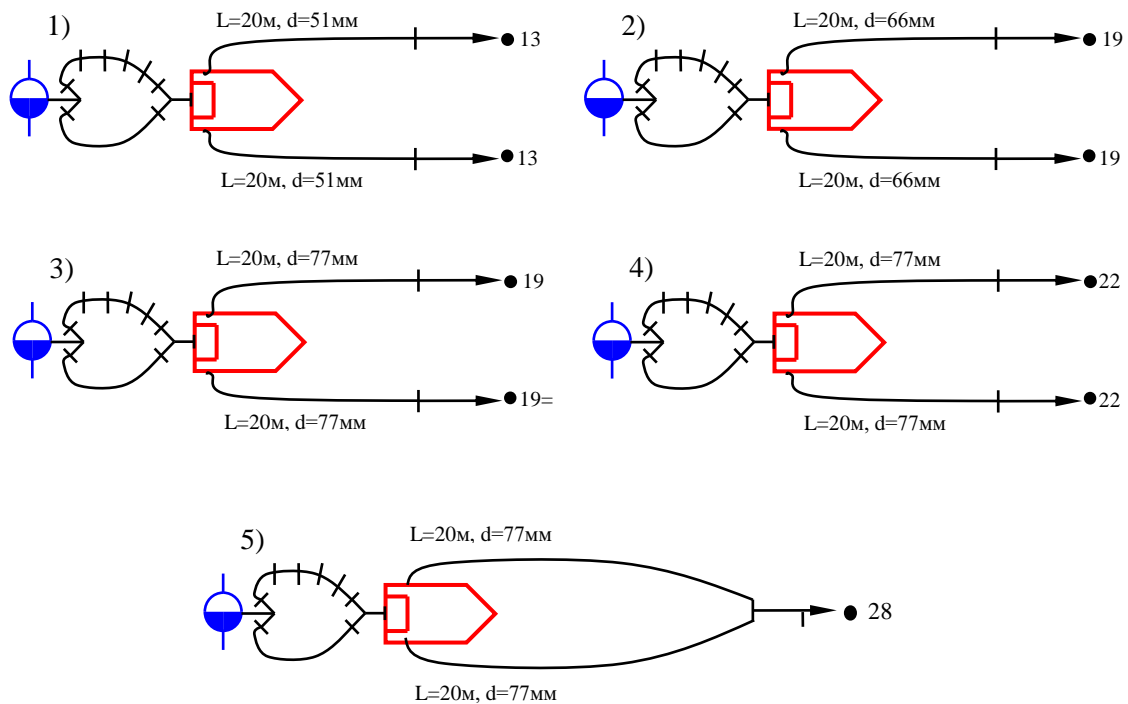 1)
L=20м, d=51мм
13
13
L=20м, d=51мм
2)
L=20м, d=66мм
19
19
L=20м, d=66мм
3)
L=20м, d=77мм
19
19=
L=20м, d=77мм
4)
L=20м, d=77мм
22
22
L=20м, d=77мм
5)
L=20м, d=77мм
28
L=20м, d=77мм